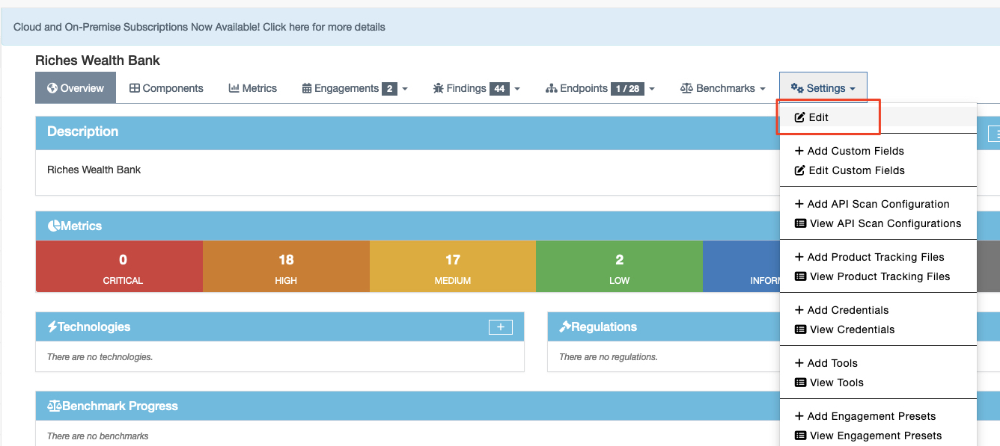 Cloud and On-Premise Subscriptions Now Available! Click here for more details
Riches Wealth Bank
Overview Components Metrics Engagements 2 Findings 44 Endpoints 1 / 28 Benchmarks Settings
Edit
Description
Riches Wealth Bank
Add Custom Fields
Edit Custom Fields
Add API Scan Configuration
View API Scan Configurations
Metrics
0 18 17 2
CRITICAL HIGH MEDIUM LOW
Add Product Tracking Files
View Product Tracking Files
Add Credentials
View Credentials
Technologies +
There are no technologies.
Regulations
There are no regulations.
Add Tools
View Tools
Benchmark Progress
There are no benchmarks
Add Engagement Presets
View Engagement Presets